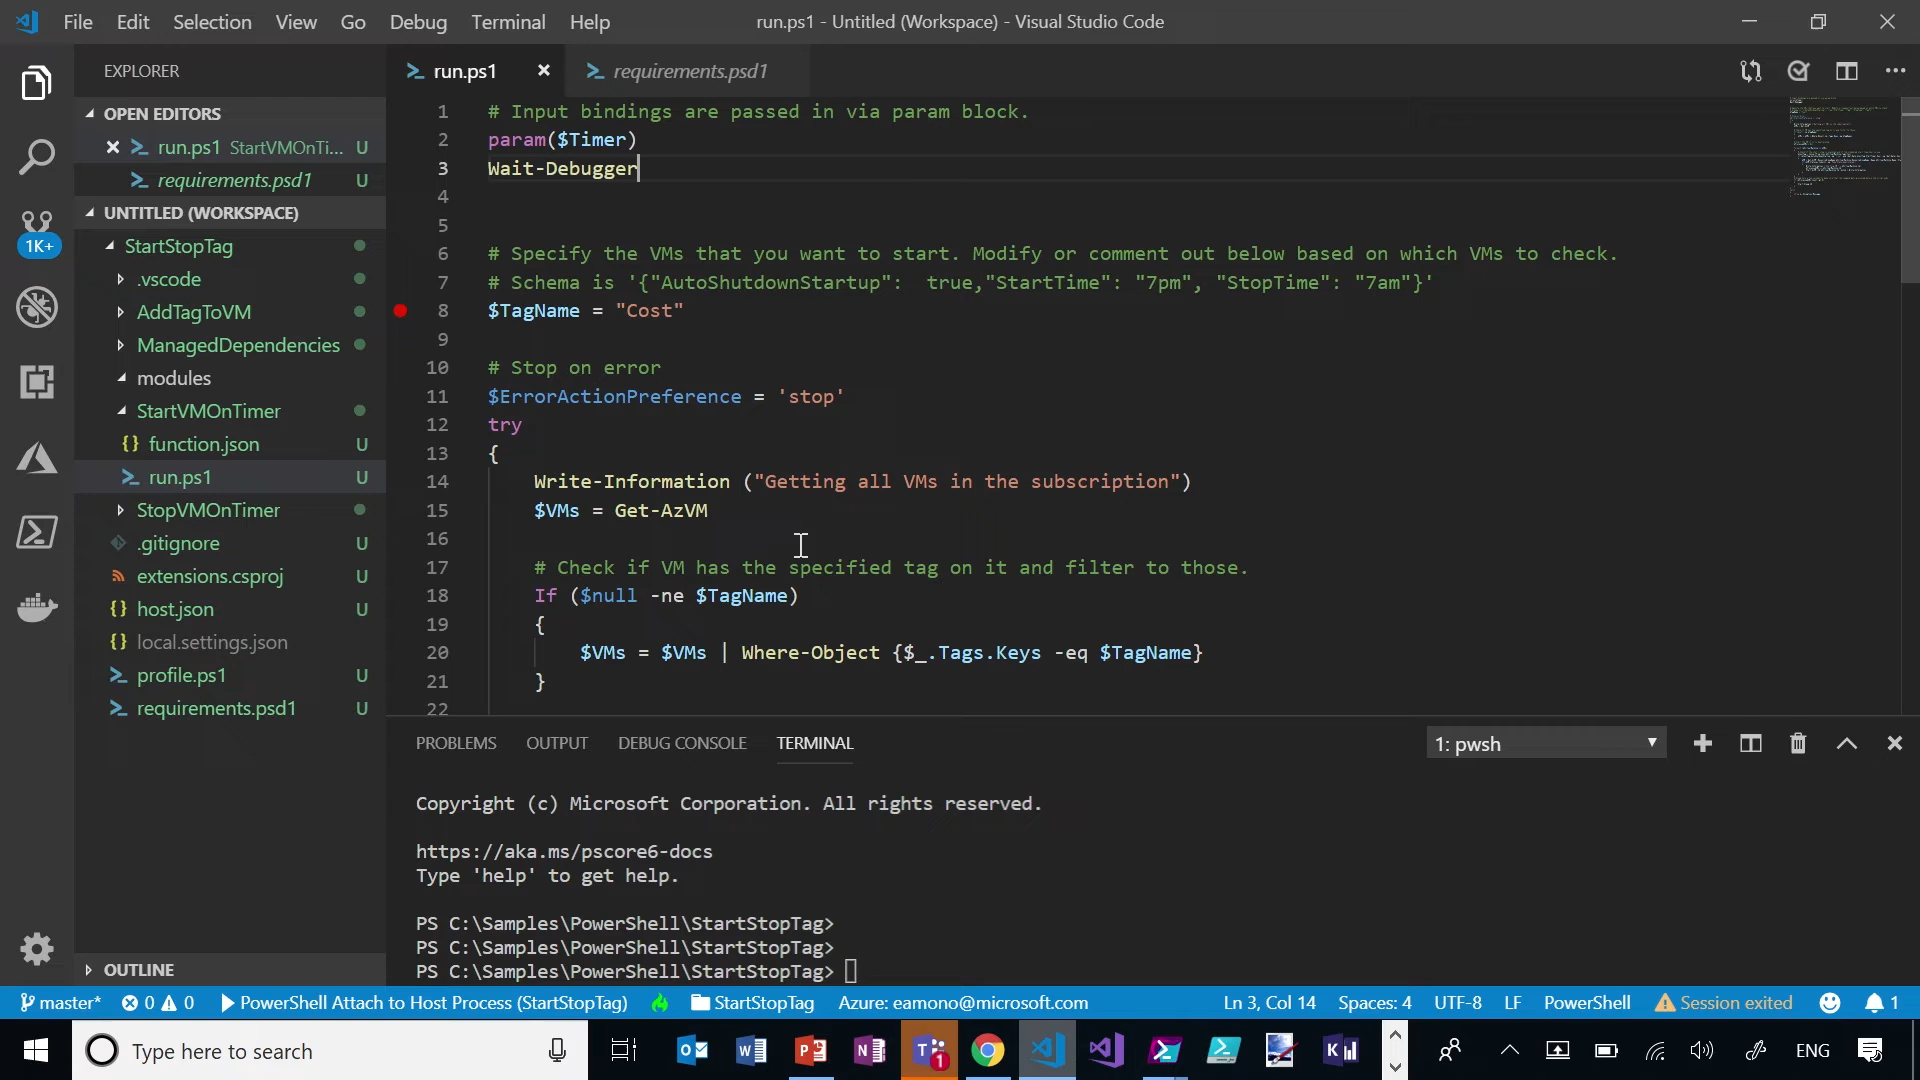 File Edit Selection View Go Debug Terminal Help
run.ps1 - Untitled (Workspace) - Visual Studio Code
EXPLORER
OPEN EDITORS
run.ps1 StartVMOnTi... U
requirements.psd1 U
UNTITLED (WORKSPACE)
StartStopTag
.vscode
AddTagToVM
ManagedDependencies
modules
StartVMOnTimer
{} function.json U
run.ps1 U
StopVMOnTimer
.gitignore U
extensions.csproj U
{} host.json U
{} local.settings.json
profile.ps1 U
requirements.psd1 U
OUTLINE
1K+
run.ps1
requirements.psd1
1 # Input bindings are passed in via param block.
2 param($Timer)
3 Wait-Debugger
4
5
6 # Specify the VMs that you want to start. Modify or comment out below based on which VMs to check.
7 # Schema is '{"AutoShutdownStartup":  true,"StartTime": "7pm", "StopTime": "7am"}'
8 $TagName = "Cost"
9
10 # Stop on error
11 $ErrorActionPreference = 'stop'
12 try
13 {
14 Write-Information ("Getting all VMs in the subscription")
15 $VMs = Get-AzVM
16
17 # Check if VM has the specified tag on it and filter to those.
18 If ($null -ne $TagName)
19 {
20 $VMs = $VMs | Where-Object {$_.Tags.Keys -eq $TagName}
21 }
22
PROBLEMS OUTPUT DEBUG CONSOLE TERMINAL
1: pwsh
Copyright (c) Microsoft Corporation. All rights reserved.
https://aka.ms/pscore6-docs
Type 'help' to get help.
PS C:\Samples\PowerShell\StartStopTag>
PS C:\Samples\PowerShell\StartStopTag>
PS C:\Samples\PowerShell\StartStopTag>
master* 0 0 PowerShell Attach to Host Process (StartStopTag) StartStopTag Azure: eamono@microsoft.com
Ln 3, Col 14 Spaces: 4 UTF-8 LF PowerShell Session exited 1
Type here to search
1
ENG